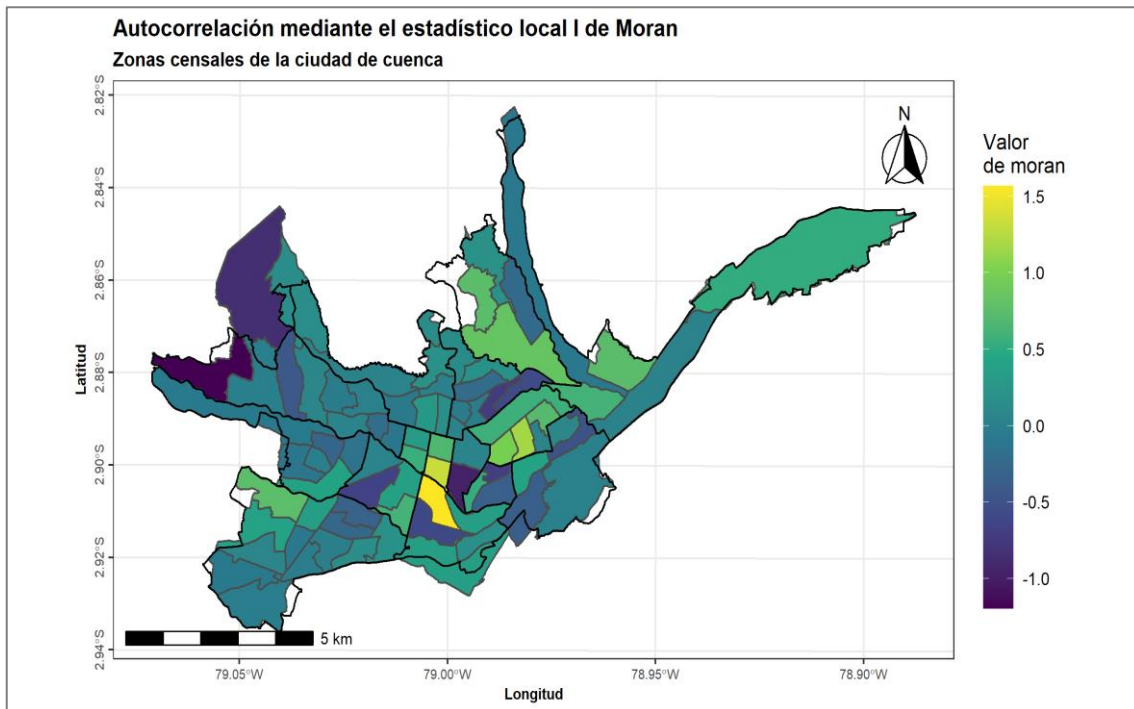 Autocorrelación mediante el estadístico local I de Moran
Zonas censales de la ciudad de cuenca
2.82°S
2.84°S
2.86°S
2.88°S
2.90°S
2.92°S
2.94°S
Latitud
N
5 km
79.05°W
79.00°W
78.95°W
78.90°W
Longitud
Valor
de moran
1.5
1.0
0.5
0.0
-0.5
-1.0